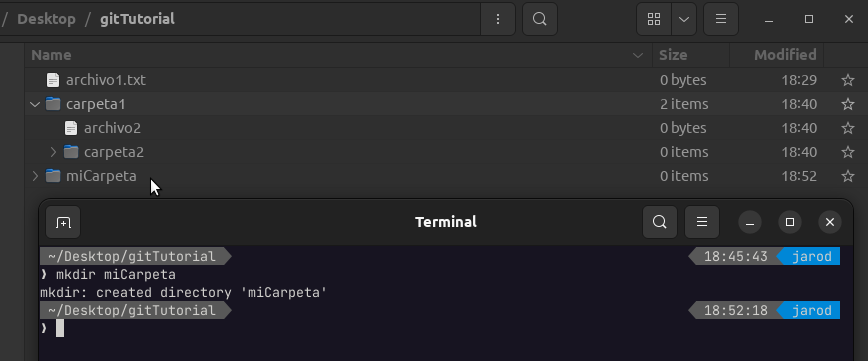 / Desktop / gitTutorial
Name Size Modified
archivo1.txt 0 bytes 18:29
carpeta1 2 items 18:40
archivo2 0 bytes 18:40
carpeta2 0 items 18:40
miCarpeta 0 items 18:52
Terminal
~/Desktop/gitTutorial 18:45:43 jarod
❯ mkdir miCarpeta
mkdir: created directory 'miCarpeta'
~/Desktop/gitTutorial 18:52:18 jarod
❯